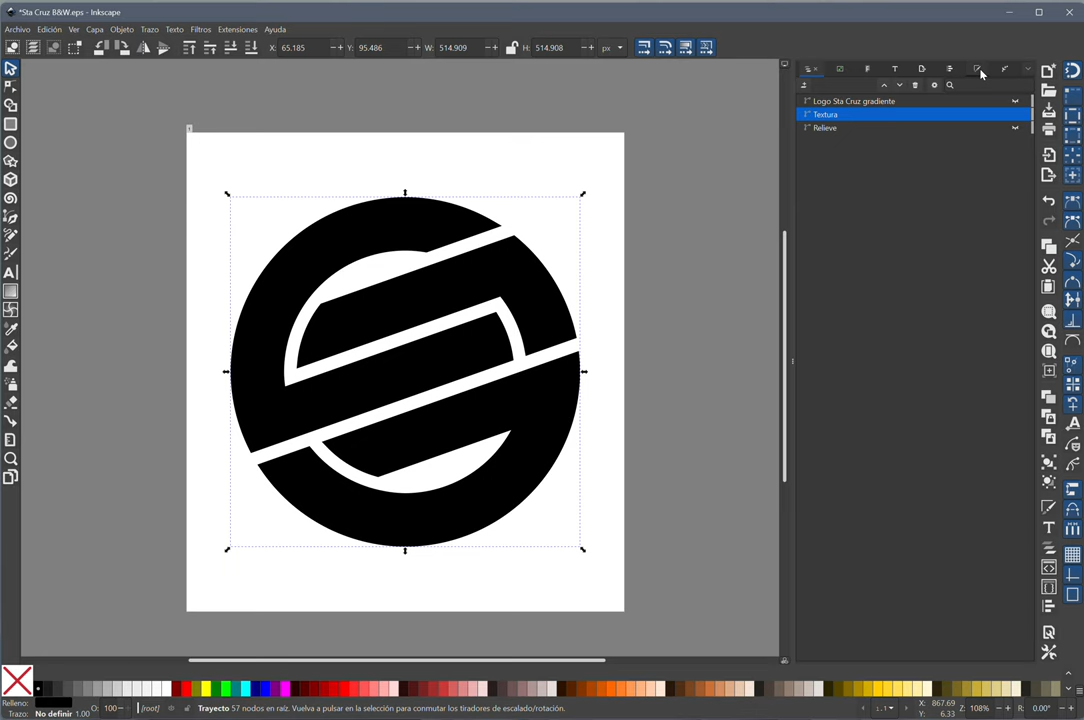 *Sta Cruz B&W.eps - Inkscape
Archivo Edición Ver Capa Objeto Trazo Texto Filtros Extensiones Ayuda
X: 65.185 Y: 95.486 W: 514.909 H: 514.908 px
Logo Sta Cruz gradiente
Textura
Relieve
Relleno:
Trazo: No definir 1.00
O: 100
[root]
Trayecto 57 nodos en raíz. Vuelva a pulsar en la selección para conmutar los tiradores de escalado/rotación.
X: 867.69
Y: 6.33
Z: 108%
R: 0.00°